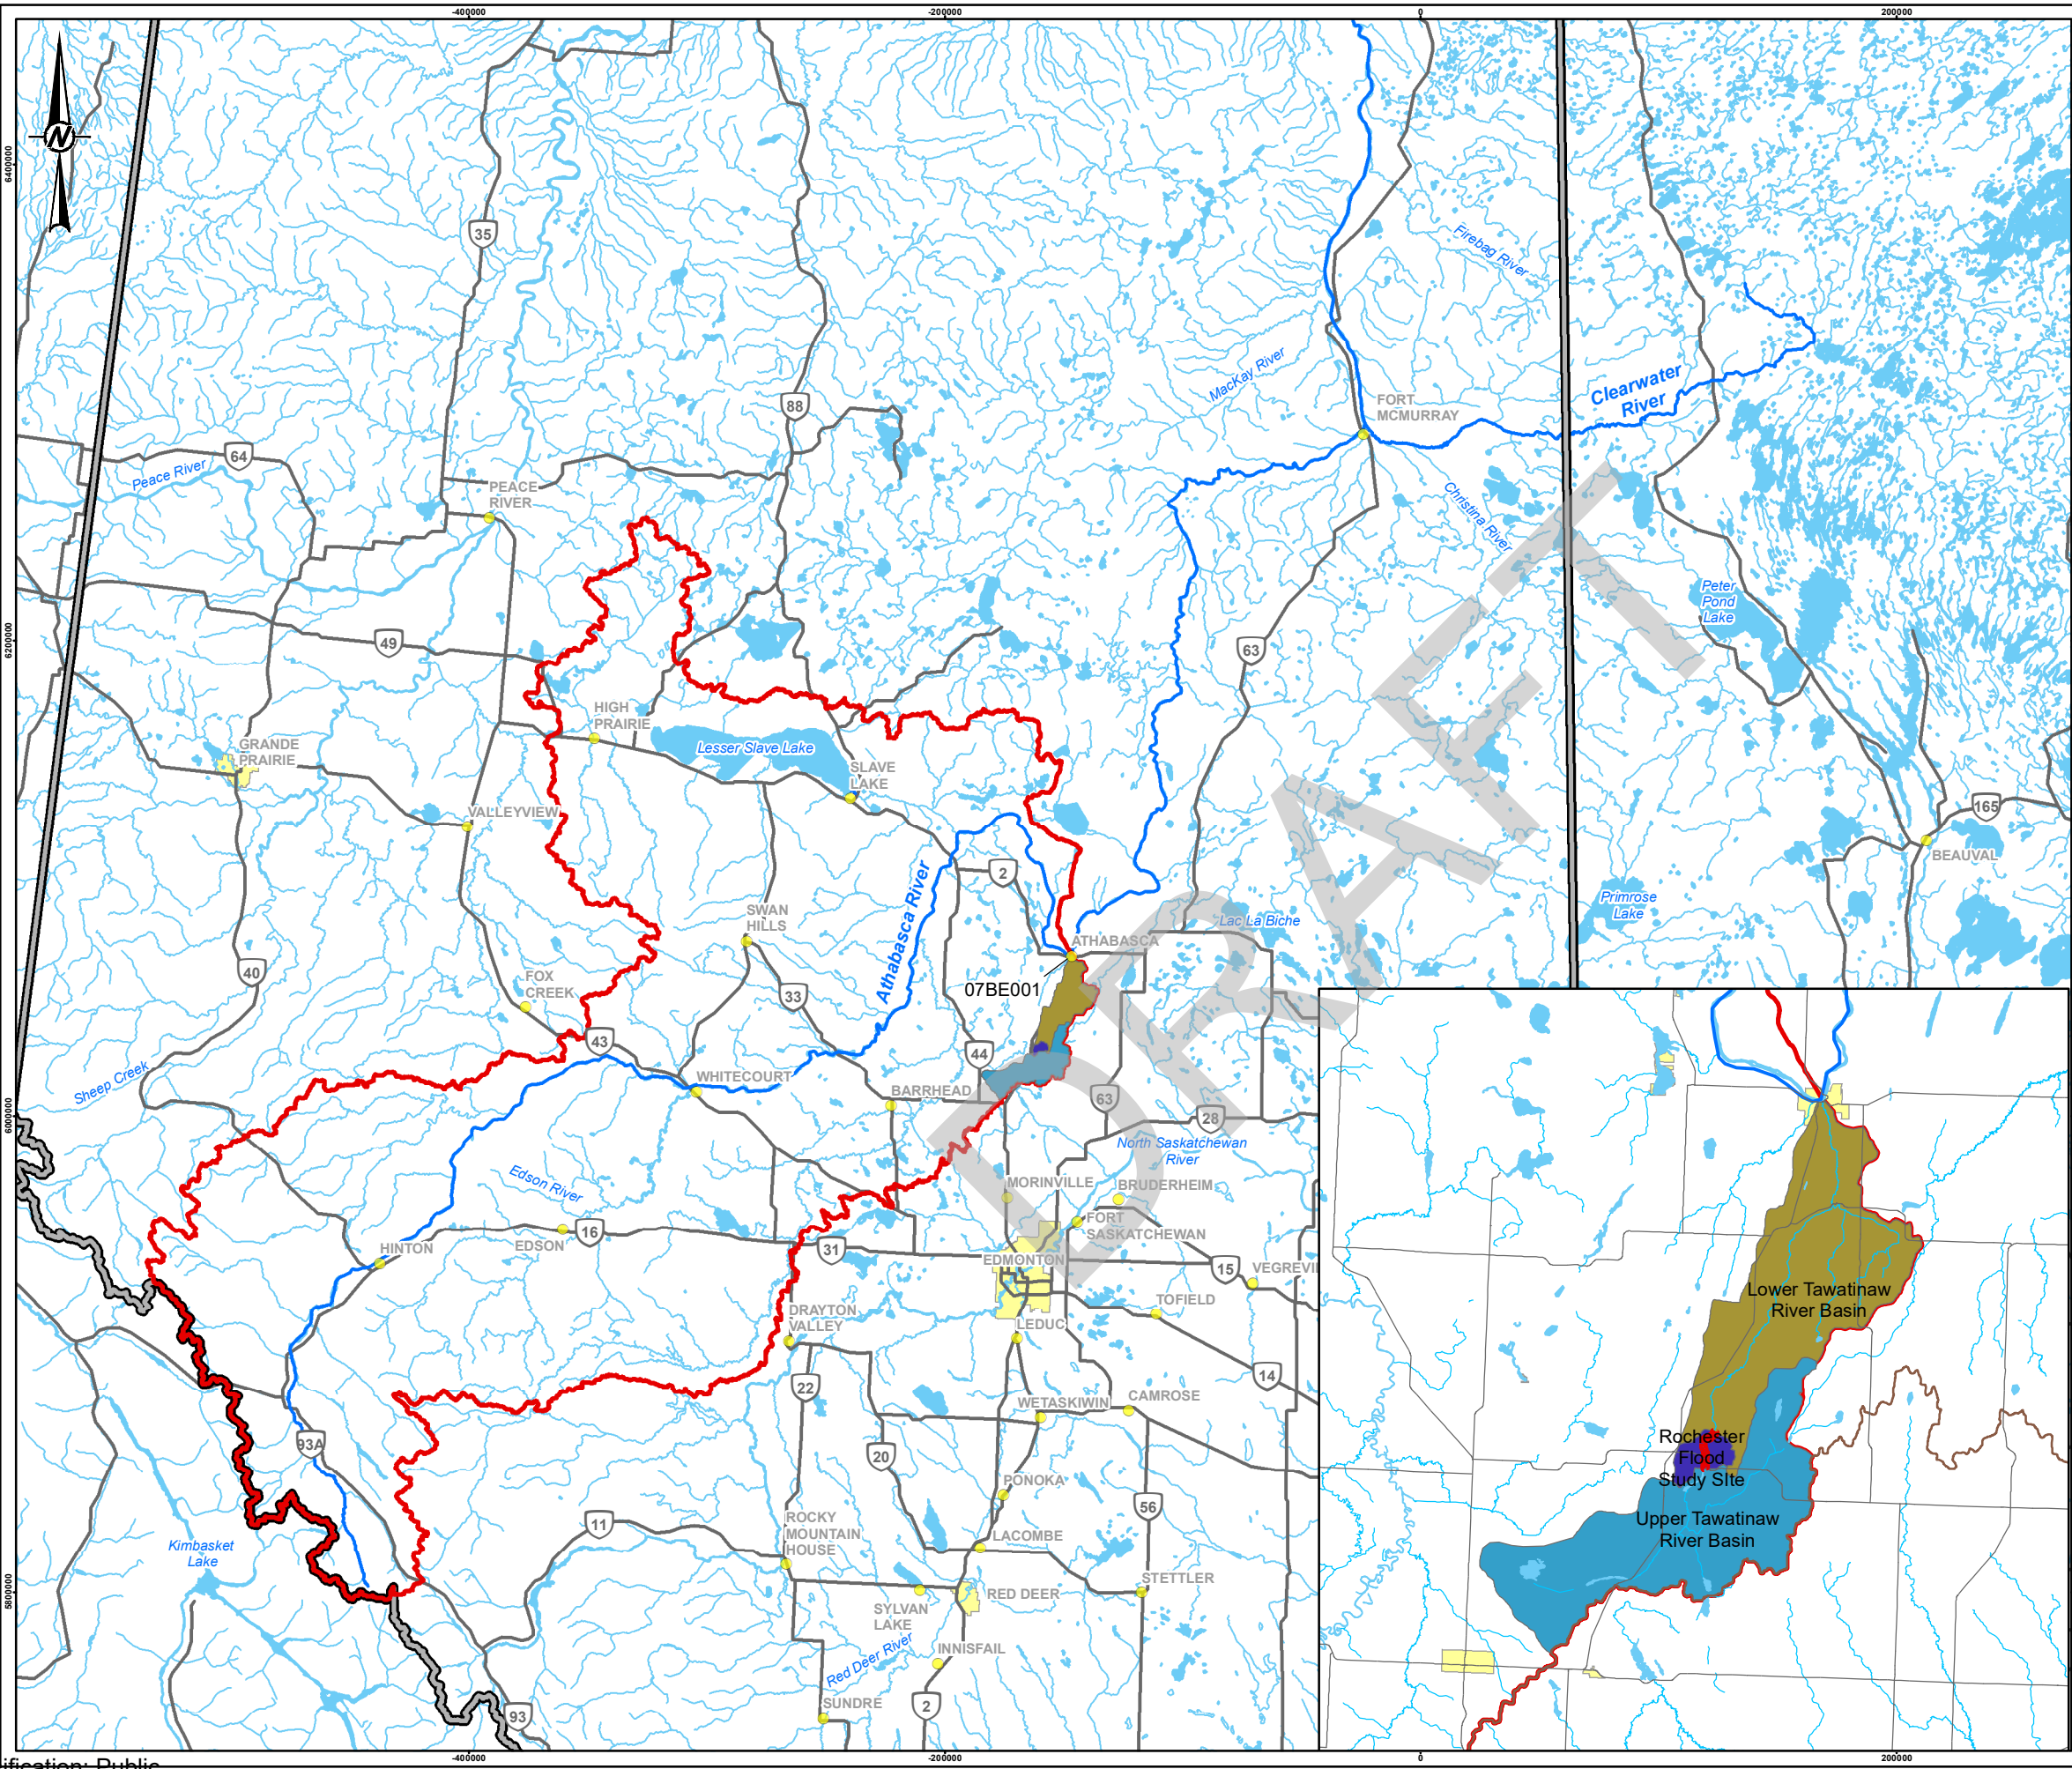 -400000
-200000
0
200000
6400000
6200000
6000000
5800000
N
35
88
64
Peace River
PEACE
RIVER
49
Firebag River
MacKay River
FORT
MCMURRAY
Clearwater
River
Christina River
Peter
Pond
Lake
63
HIGH
PRAIRIE
Lesser Slave Lake
SLAVE
LAKE
GRANDE
PRAIRIE
VALLEYVIEW
165
BEAUVAL
2
Athabasca River
SWAN
HILLS
Primrose
Lake
Lac La Biche
ATHABASCA
07BE001
40
FOX
CREEK
33
43
44
WHITECOURT
BARRHEAD
63
28
Sheep Creek
North Saskatchewan
River
Edson River
MORINVILLE
BRUDERHEIM
FORT
SASKATCHEWAN
HINTON
EDSON
16
31
EDMONTON
15
VEGREVI
DRAYTON
VALLEY
TOFIELD
LEDUC
22
14
WETASKIWIN
CAMROSE
93A
20
PONOKA
56
11
ROCKY
MOUNTAIN
HOUSE
LACOMBE
Kimbasket
Lake
STETTLER
RED DEER
SYLVAN
LAKE
Red Deer River
INNISFAIL
SUNDRE
2
93
DRAFT
Lower Tawatinaw
River Basin
Rochester
Flood
Study SIte
Upper Tawatinaw
River Basin
-400000
-200000
0
200000
ification: Public